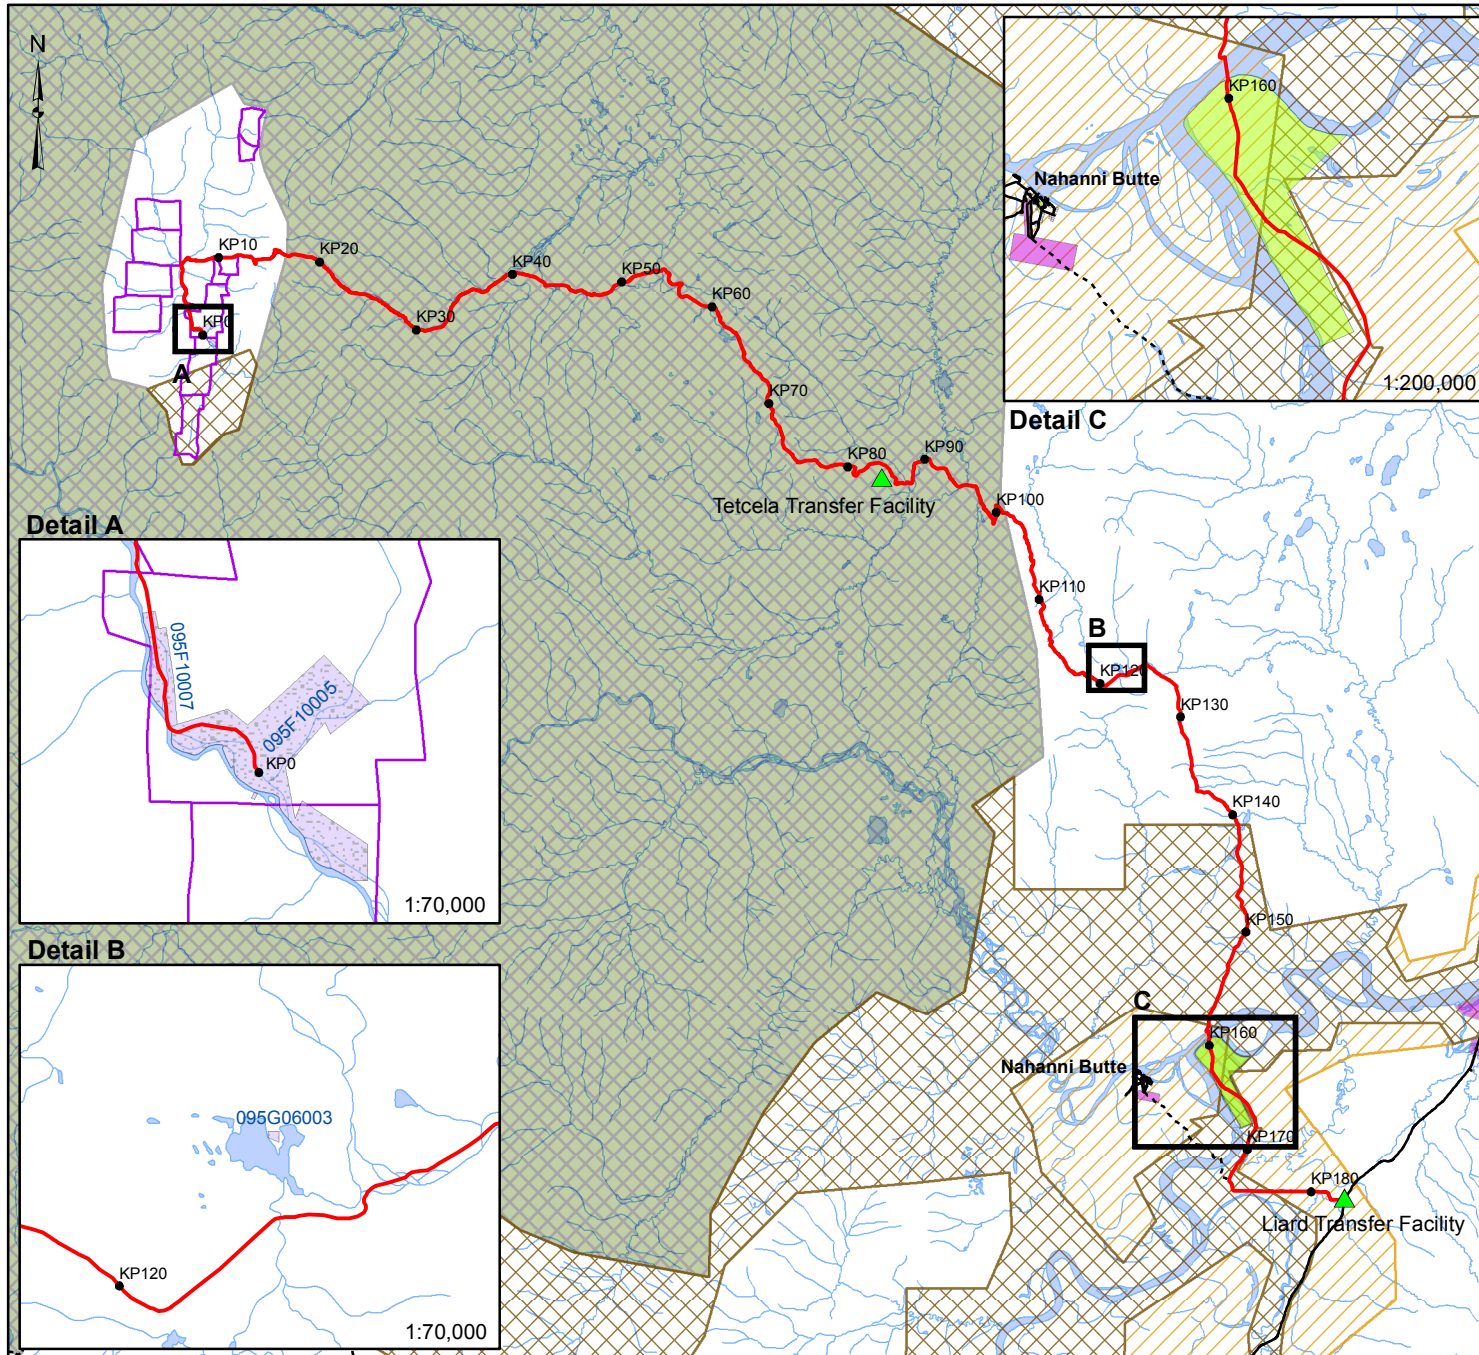 N
KP160
Nahanni Butte
1:200,000
Detail C
KP10
KP20
KP0
KP30
KP40
KP50
KP60
A
KP70
KP80
KP90
Tetcela Transfer Facility
KP100
Detail A
095F10007
095F10005
KP0
1:70,000
KP110
B
KP120
KP130
KP140
KP150
Detail B
095G06003
KP120
1:70,000
C
KP160
Nahanni Butte
KP170
KP180
Liard Transfer Facility